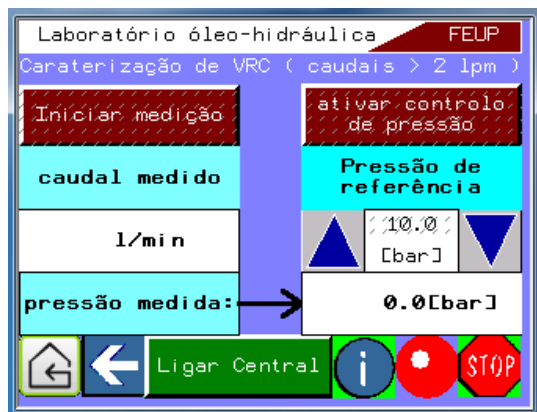 Laboratório óleo-hidráulica FEUP
Caraterização de VRC ( caudais > 2 lpm )
Iniciar medição
ativar controlo
de pressão
caudal medido
Pressão de
referência
l/min
10.0
[bar]
pressão medida:
0.0[bar]
Ligar Central
i
STOP